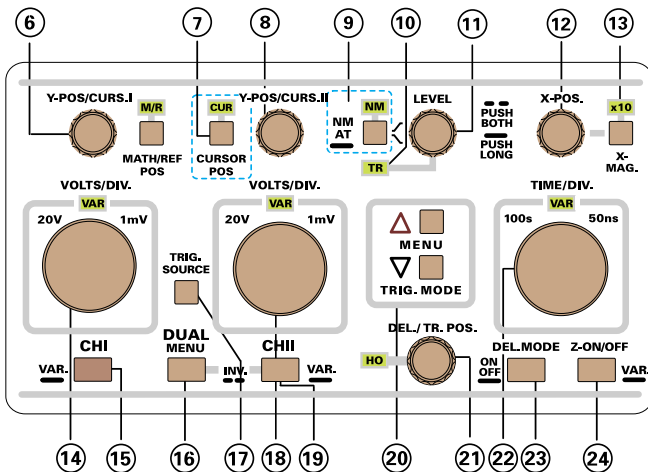 6 7 8 9 10 11 12 13
Y-POS/CURS.I
M/R
CUR
Y-POS/CURS.II
NM
LEVEL
PUSH
BOTH
X-POS.
x10
NM
AT
PUSH
LONG
MATH/REF
POS
CURSOR
POS
TR
X-
MAG.
VOLTS/DIV.
VAR
20V 1mV
VOLTS/DIV.
VAR
20V 1mV
TIME/DIV.
VAR
100s 50ns
MENU
TRIG. MODE
TRIG.
SOURCE
DEL./ TR. POS.
HO
CHI
VAR.
DUAL
MENU
INV.
CHII
VAR.
ON
OFF
DEL.MODE
Z-ON/OFF
VAR.
14 15 16 17 18 19 20 21 22 23 24